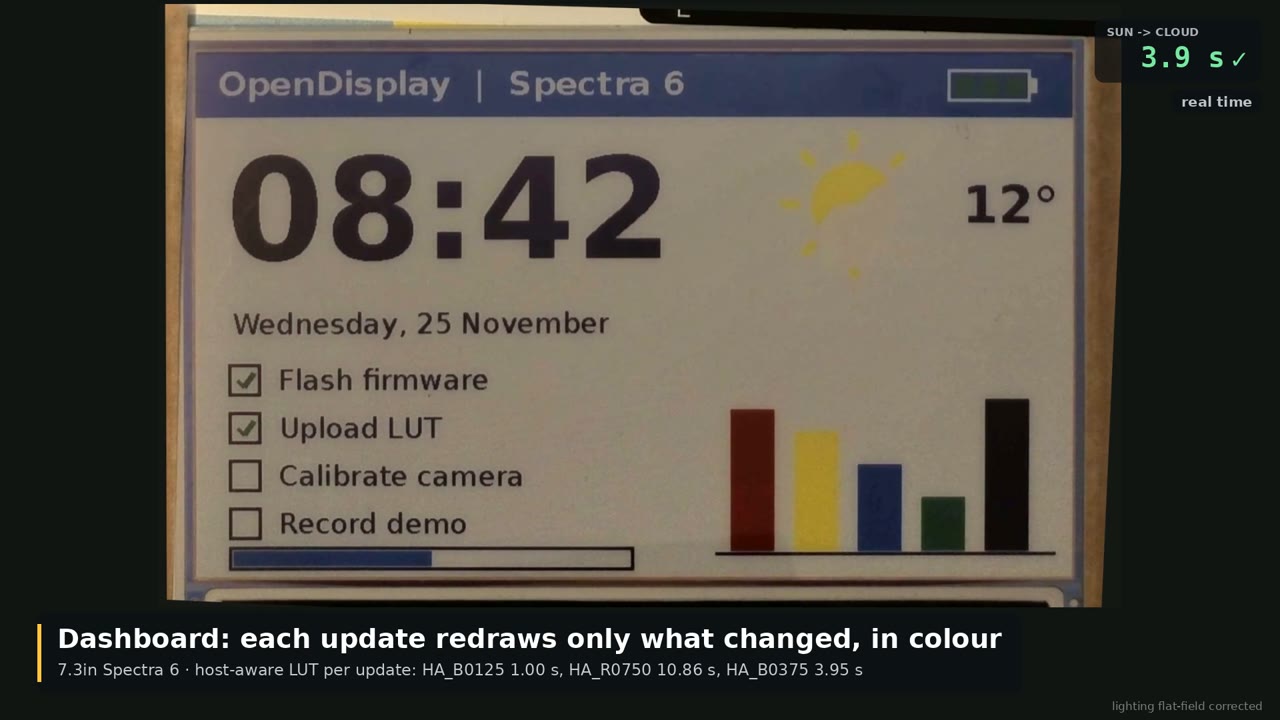 SUN -> CLOUD
3.9 s ✓
real time
OpenDisplay | Spectra 6
08:42
12°
Wednesday, 25 November
Flash firmware
Upload LUT
Calibrate camera
Record demo
Dashboard: each update redraws only what changed, in colour
7.3in Spectra 6 · host-aware LUT per update: HA_B0125 1.00 s, HA_R0750 10.86 s, HA_B0375 3.95 s
lighting flat-field corrected